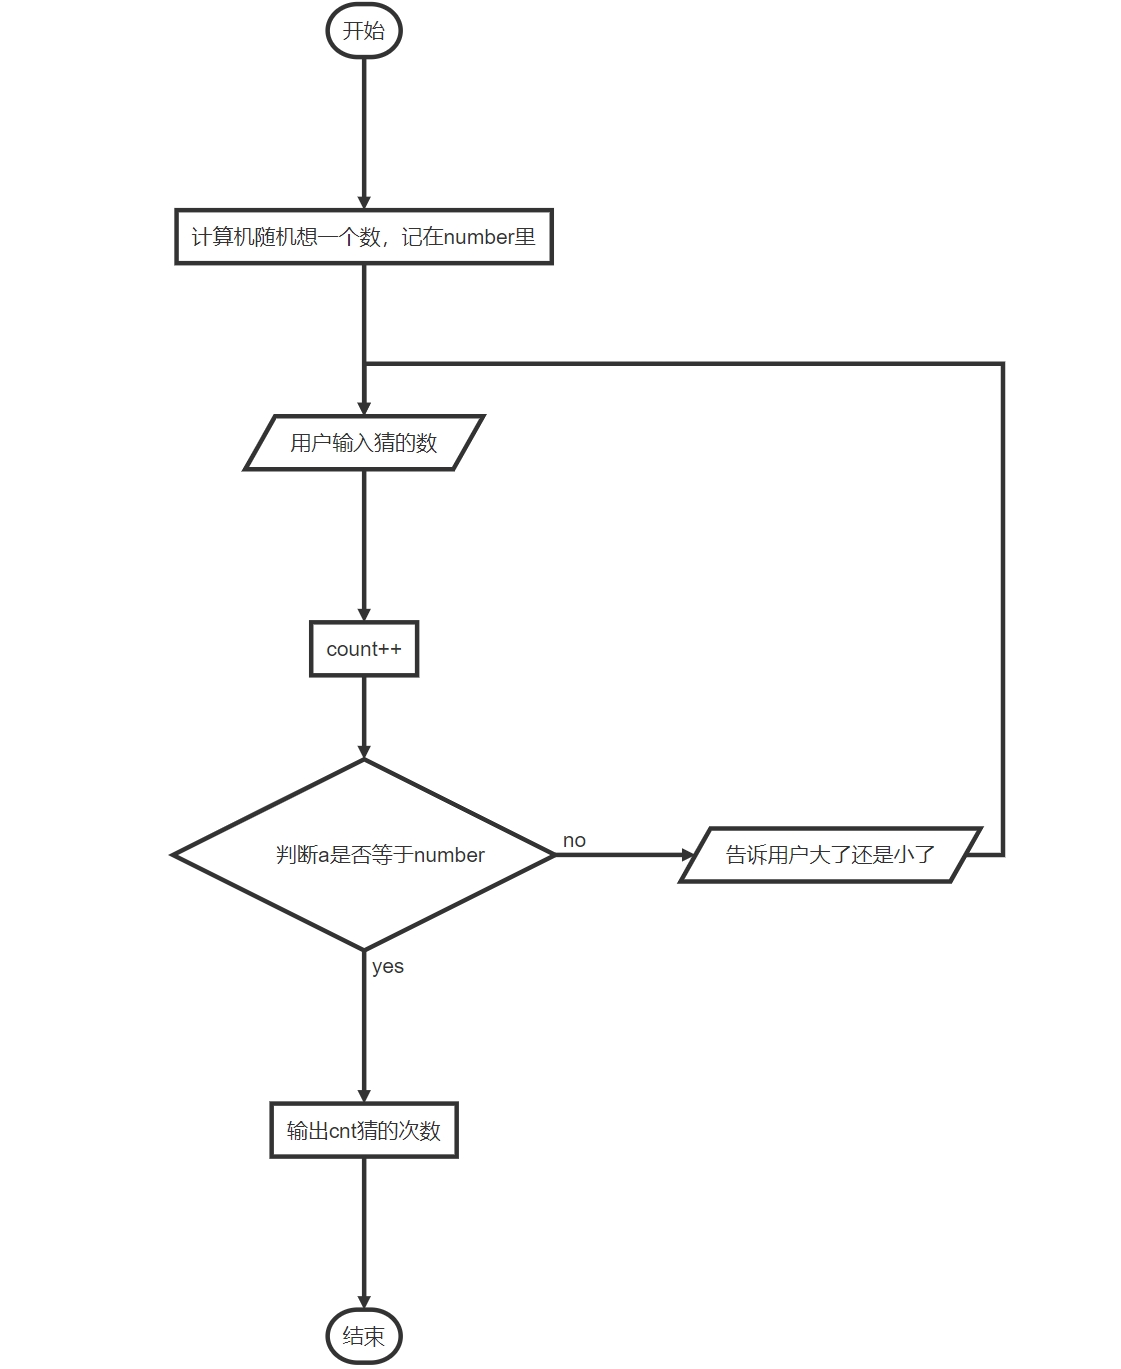 开始
计算机随机想一个数，记在number里
用户输入猜的数
count++
判断a是否等于number
no
告诉用户大了还是小了
yes
输出cnt猜的次数
结束